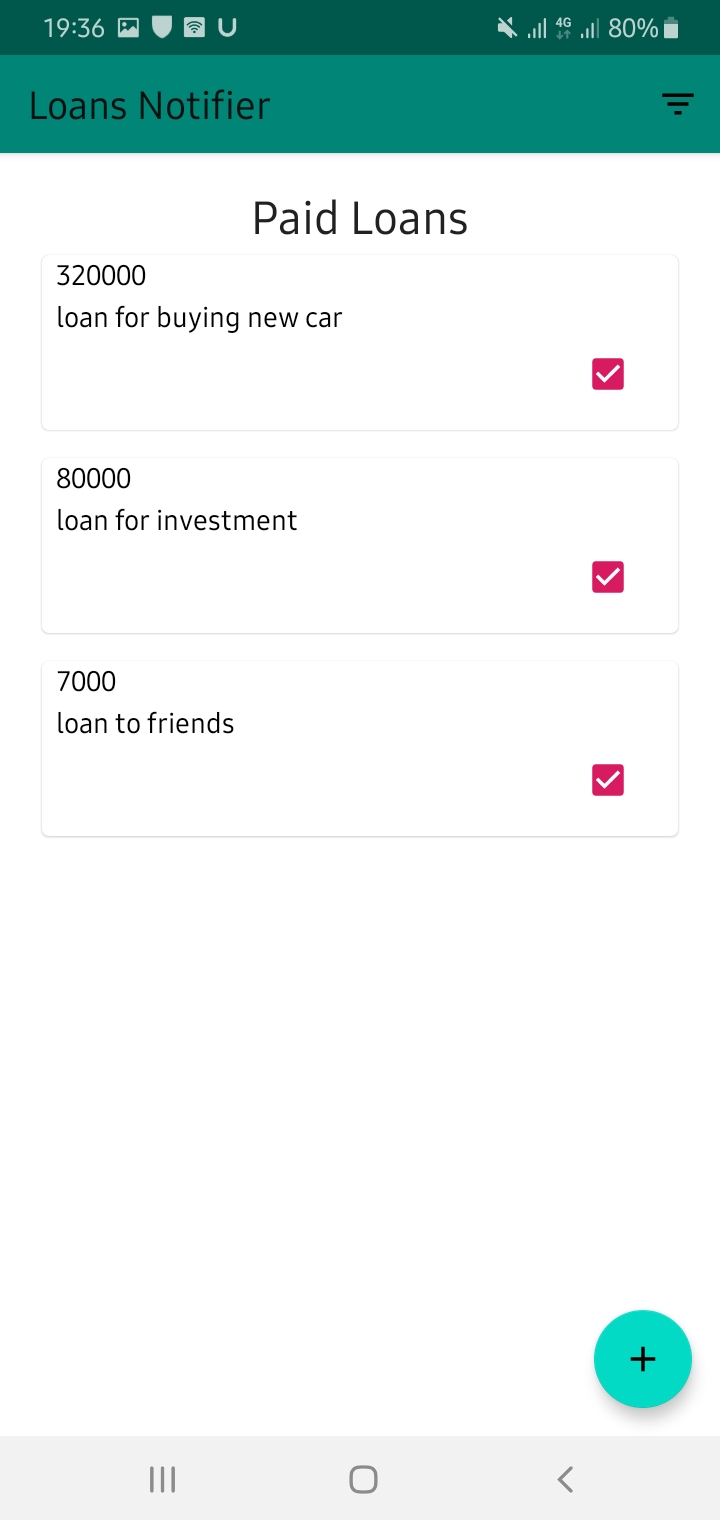 19:36 4G 80%
Loans Notifier
Paid Loans
320000
loan for buying new car
80000
loan for investment
7000
loan to friends